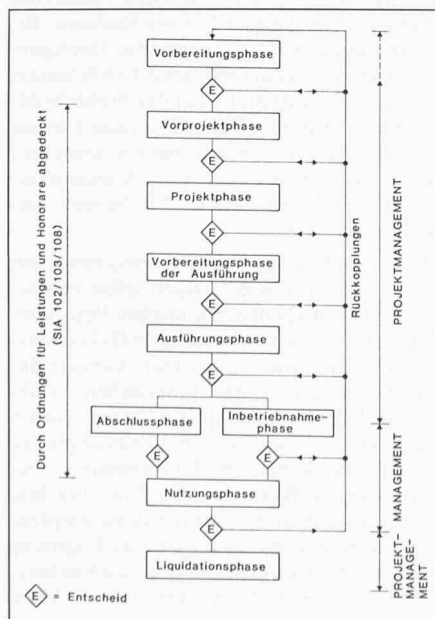 Vorbereitungsphase
E
Vorprojektphase
E
Projektphase
E
Vorbereitungsphase
der Ausführung
E
Ausführungsphase
E
Abschlussphase
Inbetriebnahme-
phase
E
E
Nutzungsphase
E
Liquidationsphase
E = Entscheid
Durch Ordnungen für Leistungen und Honorare abgedeckt)
(SIA 102/103/108)
Rückkopplungen
PROJEKTMANAGEMENT
MANAGEMENT
PROJEKT-
MANAGE-
MENT